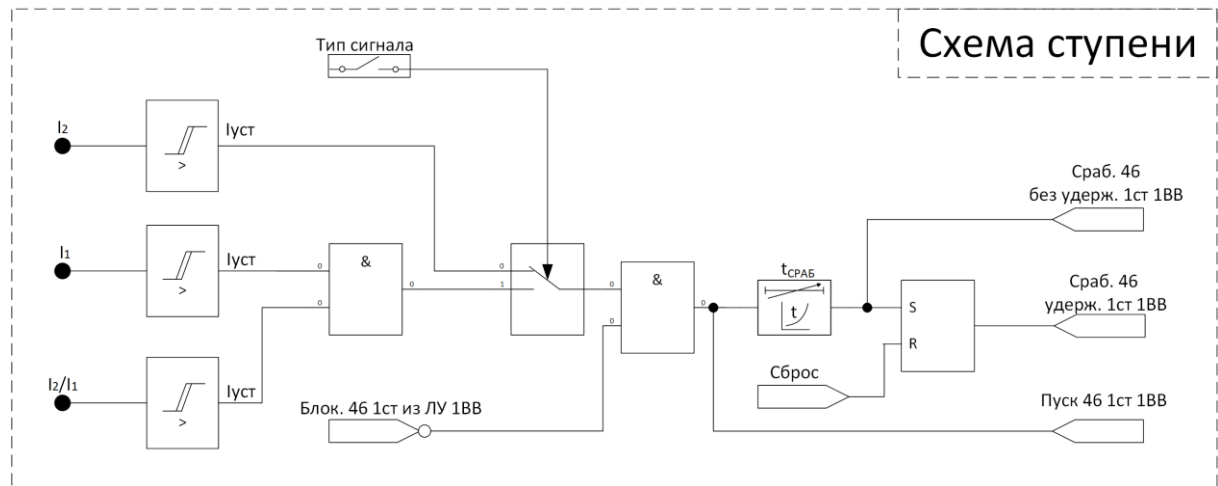 Схема ступени
Тип сигнала
I2
>
Iуст
I1
>
Iуст
I2/I1
>
Iуст
&
0
0
0
0
1
Блок. 46 1ст из ЛУ 1ВВ
&
0
0
0
tСРАБ
t
Сброс
S
R
Сраб. 46
без удерж. 1ст 1ВВ
Сраб. 46
удерж. 1ст 1ВВ
Пуск 46 1ст 1ВВ